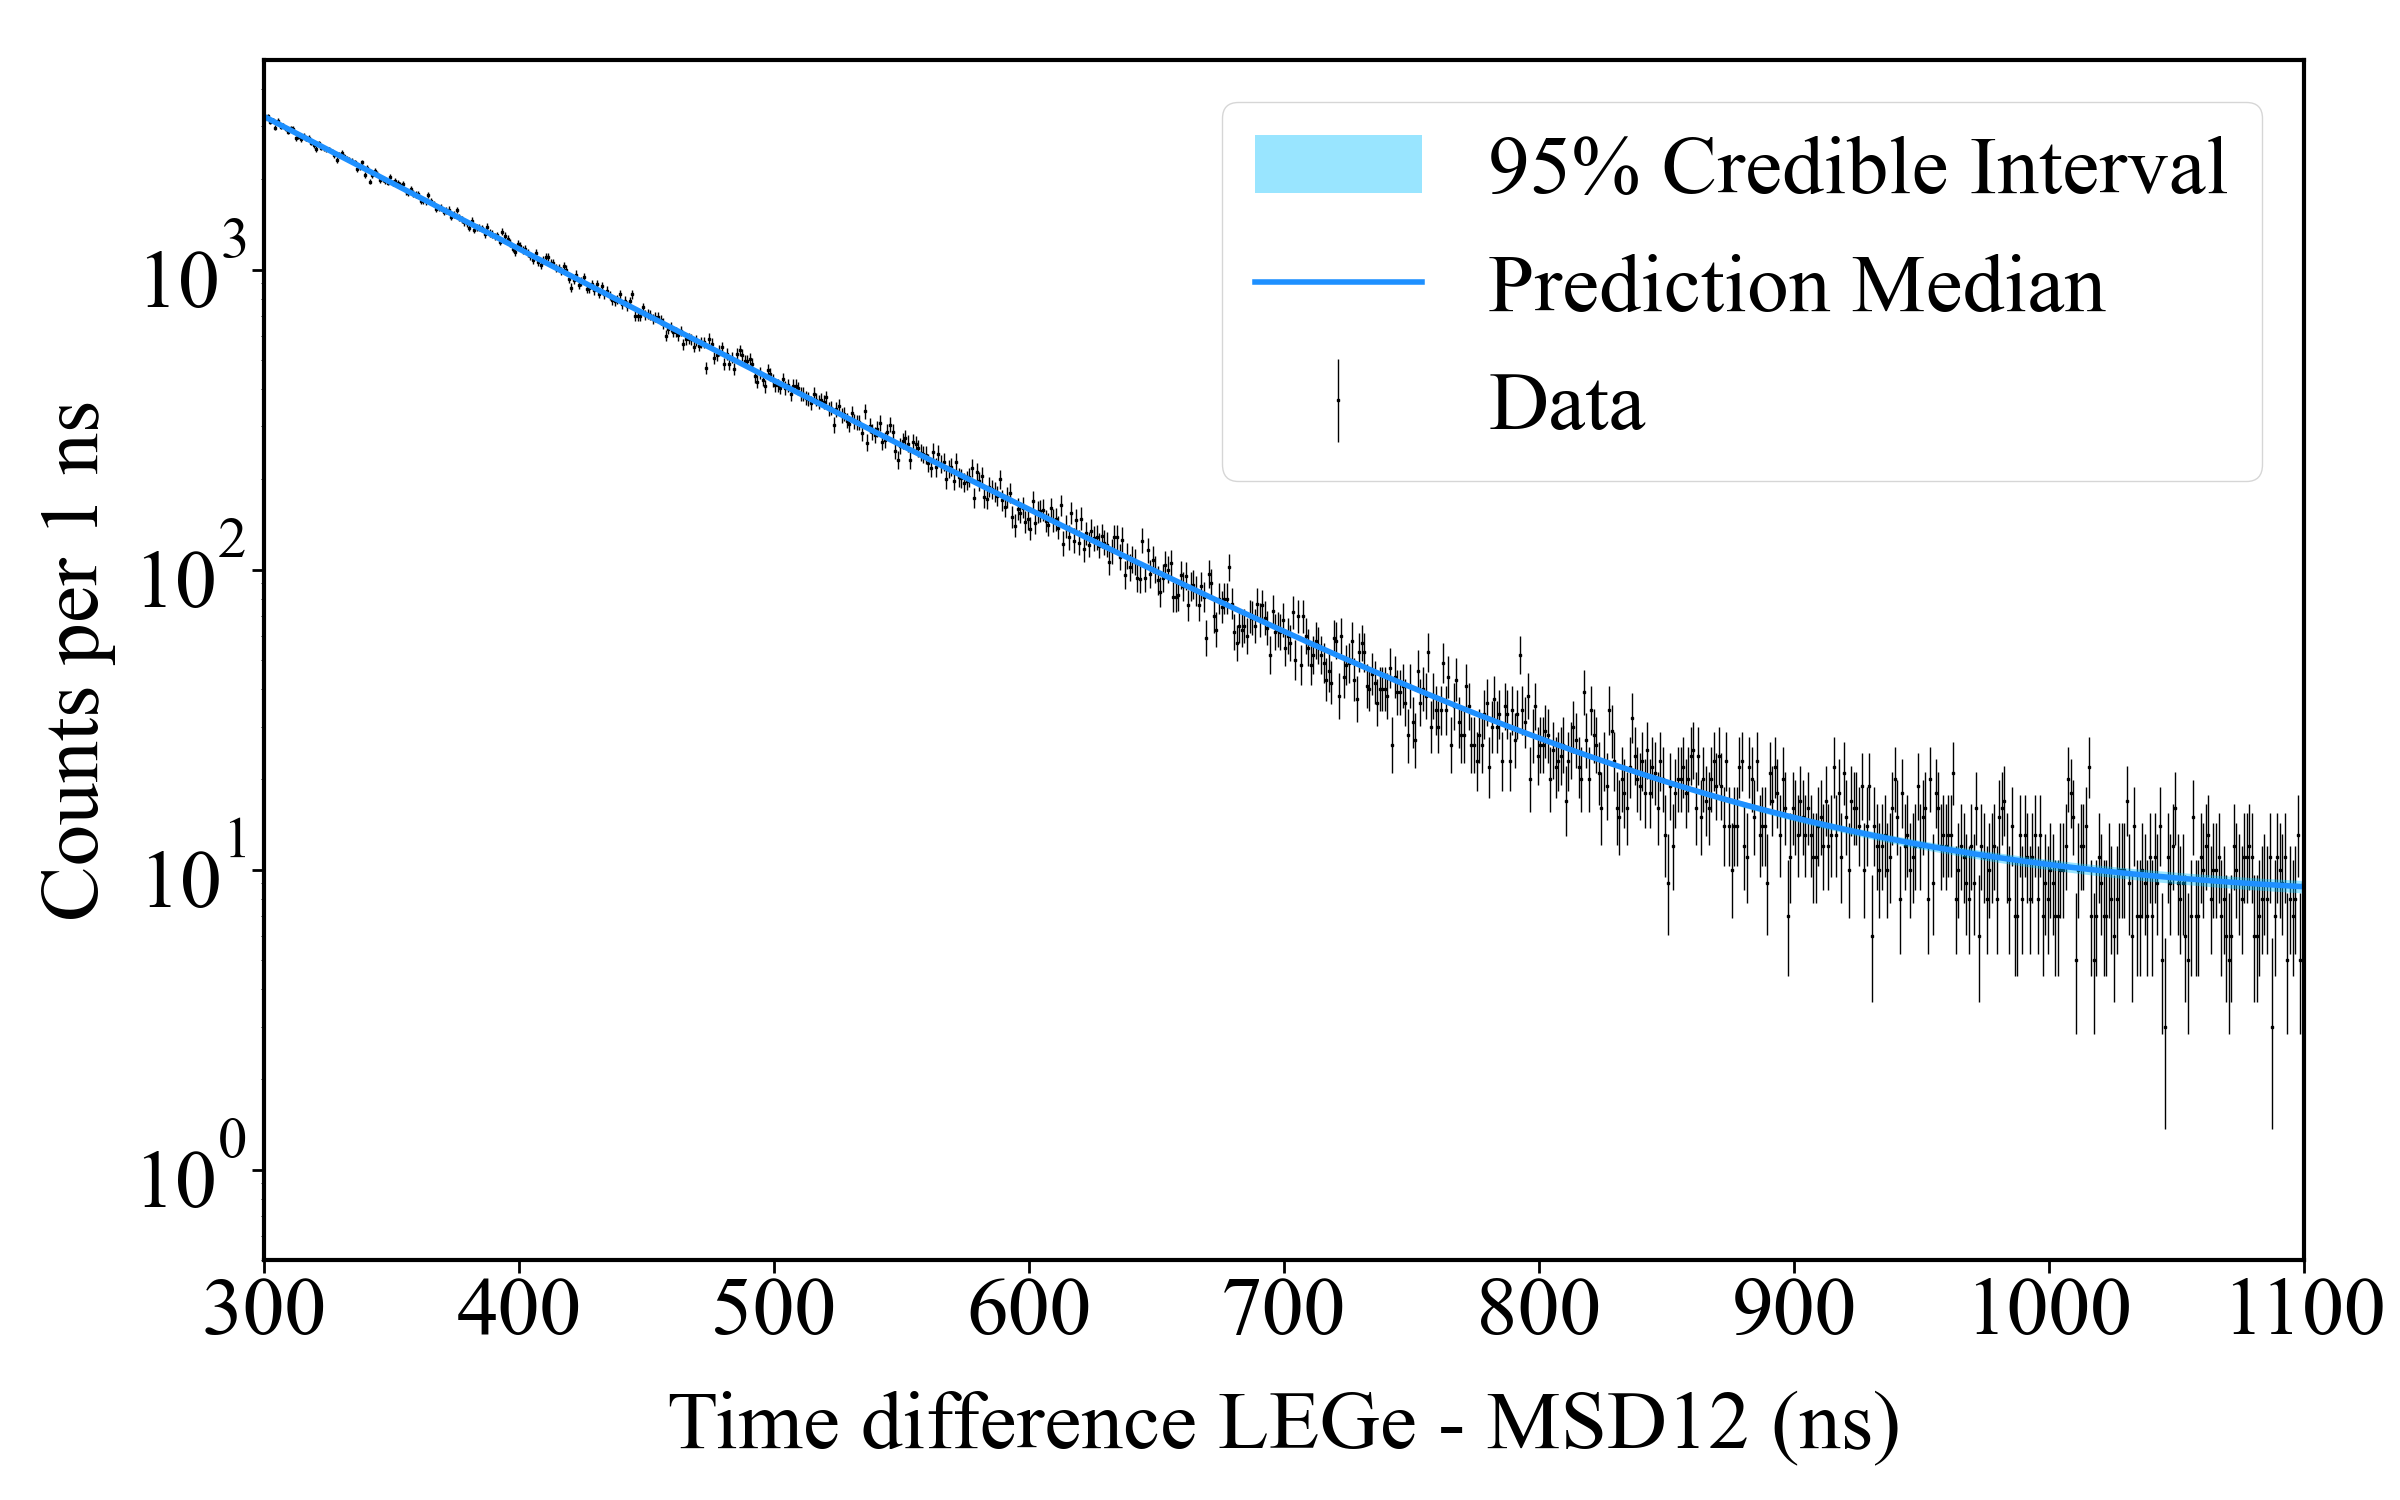 95% Credible Interval
Prediction Median
Data
Counts per 1 ns
10^3
10^2
10^1
10^0
300 400 500 600 700 800 900 1000 1100
Time difference LEGe - MSD12 (ns)